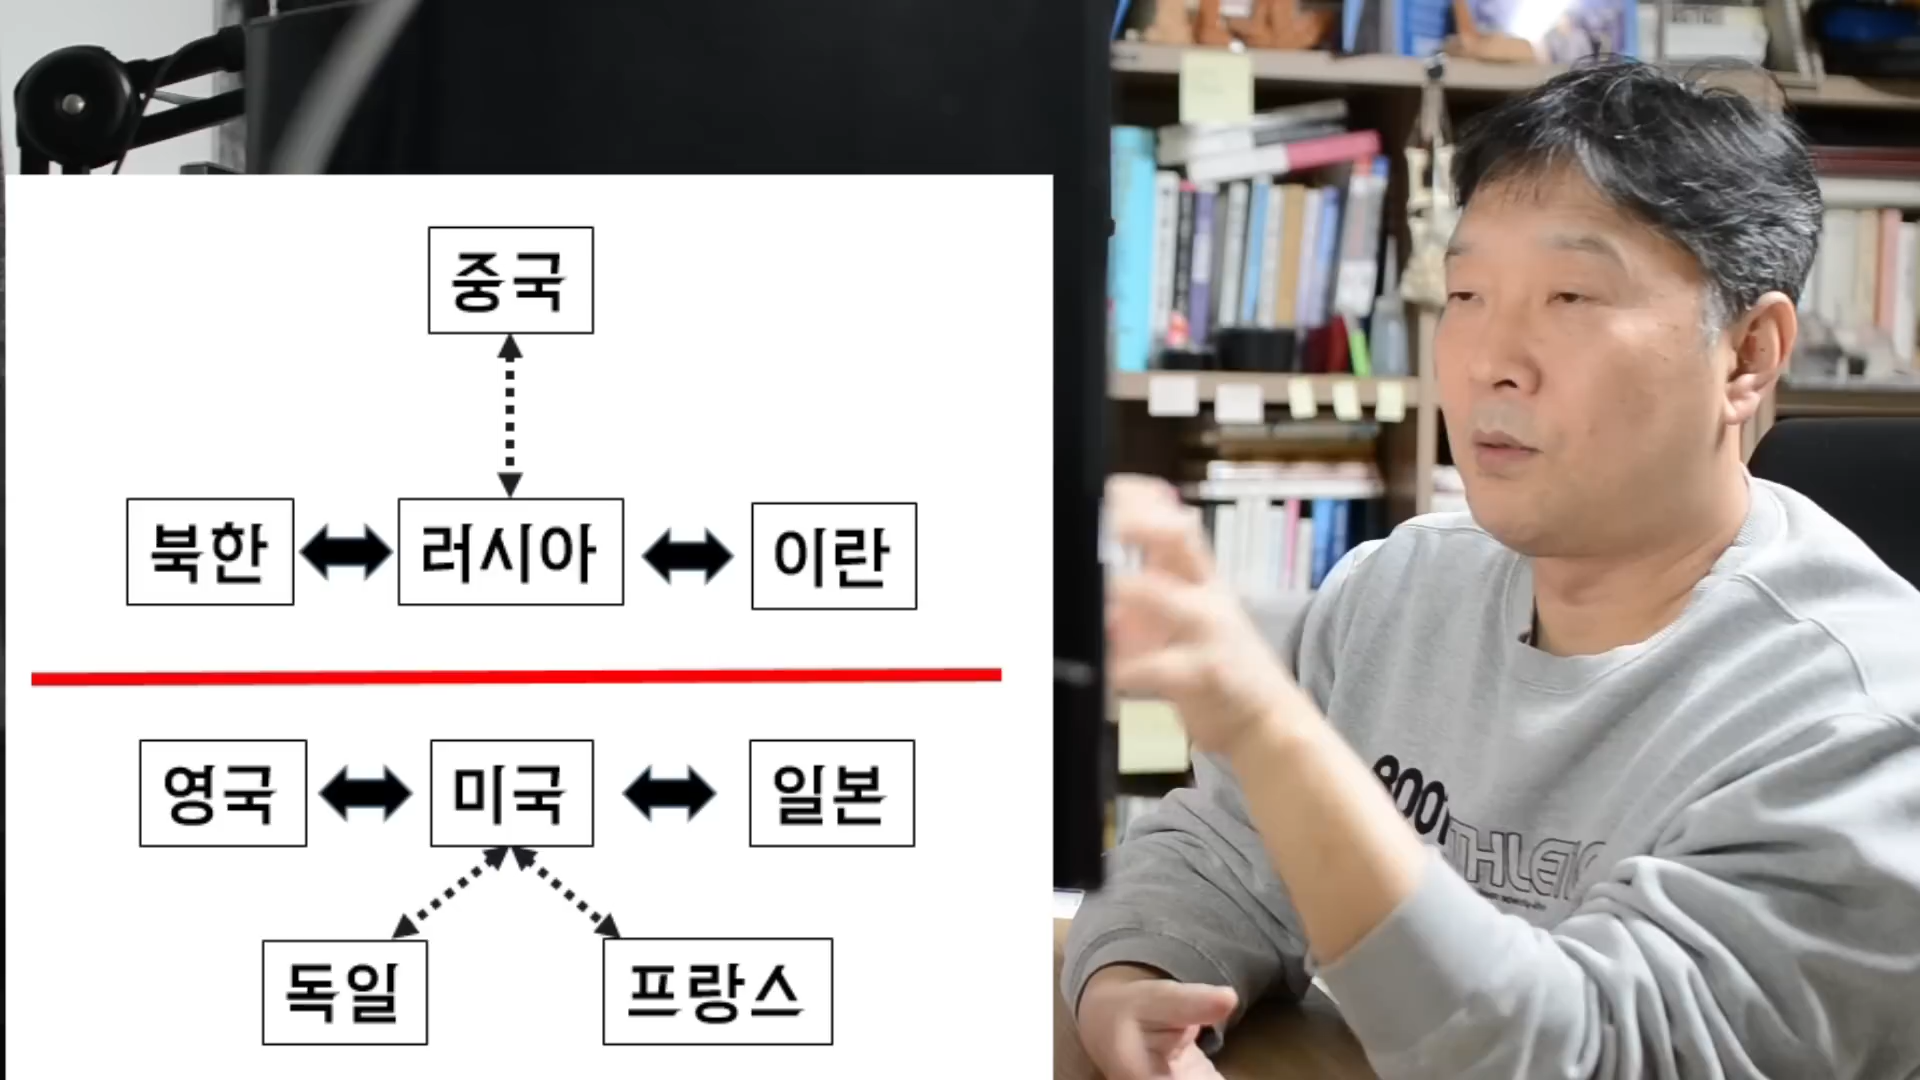 중국
북한 러시아 이란
영국 미국 일본
독일 프랑스